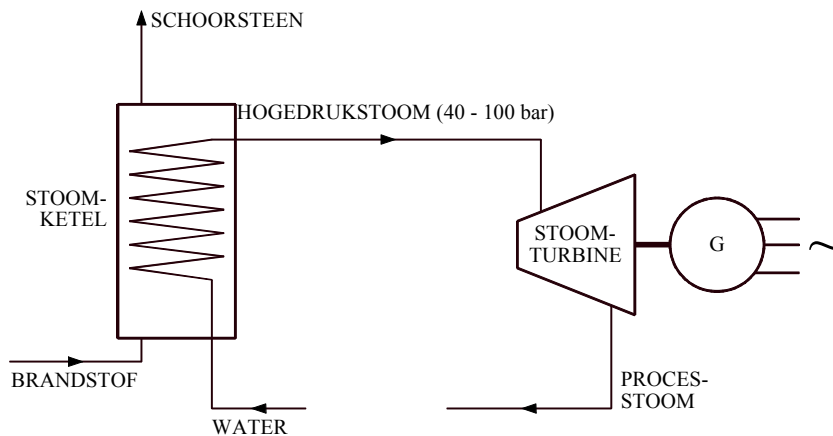 SCHOORSTEEN
HOGEDRUKSTOOM (40 - 100 bar)
STOOM-
KETEL
STOOM-
TURBINE
G
BRANDSTOF
WATER
PROCES-
STOOM